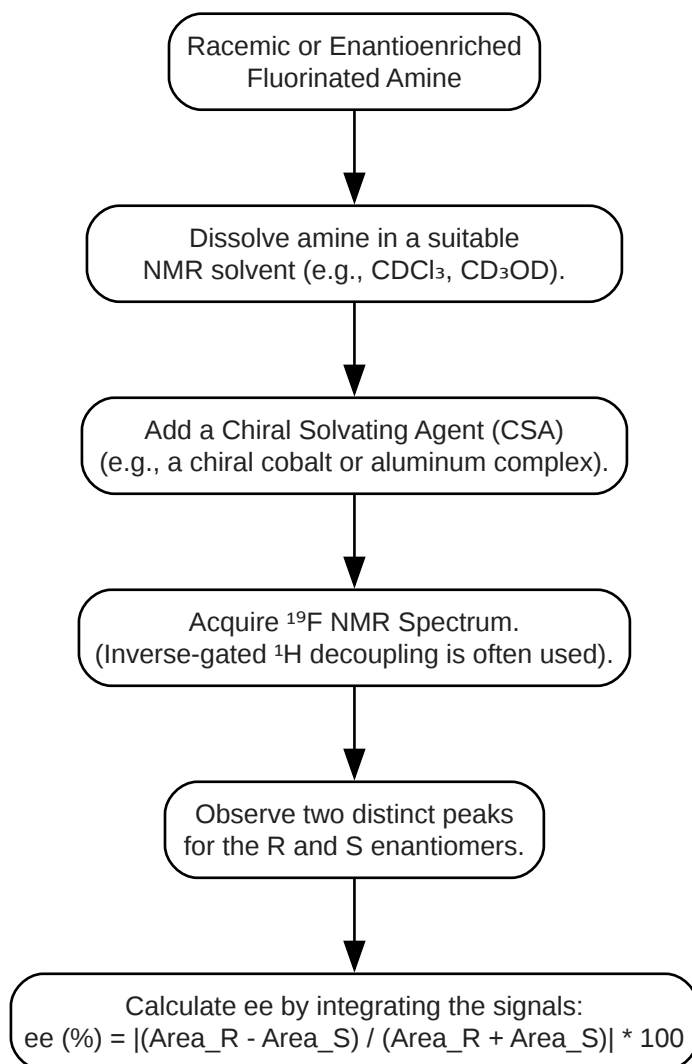 Racemic or Enantioenriched
Fluorinated Amine
Dissolve amine in a suitable
NMR solvent (e.g., CDCl₃, CD₃OD).
Add a Chiral Solvating Agent (CSA)
(e.g., a chiral cobalt or aluminum complex).
Acquire ¹⁹F NMR Spectrum.
(Inverse-gated ¹H decoupling is often used).
Observe two distinct peaks
for the R and S enantiomers.
Calculate ee by integrating the signals:
ee (%) = |(Area_R - Area_S) / (Area_R + Area_S)| * 100